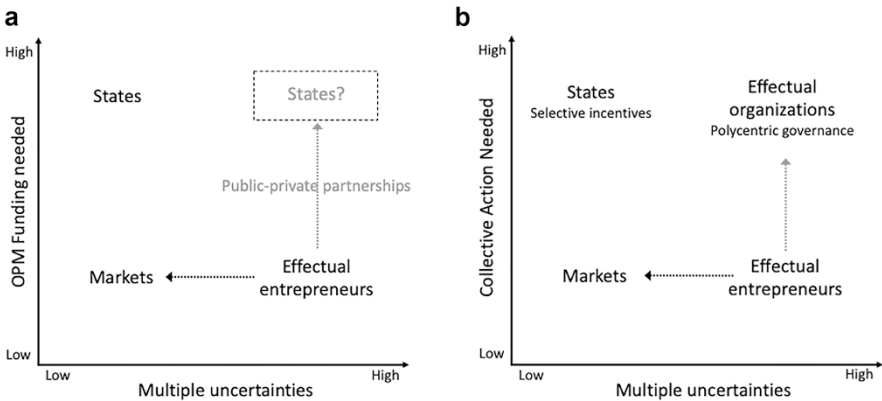 a
High
OPM Funding needed
Low
States
States?
Public-private partnerships
Markets
Effectual
entrepreneurs
Low
High
Multiple uncertainties
b
High
Collective Action Needed
Low
States
Selective incentives
Effectual
organizations
Polycentric governance
Markets
Effectual
entrepreneurs
Low
High
Multiple uncertainties